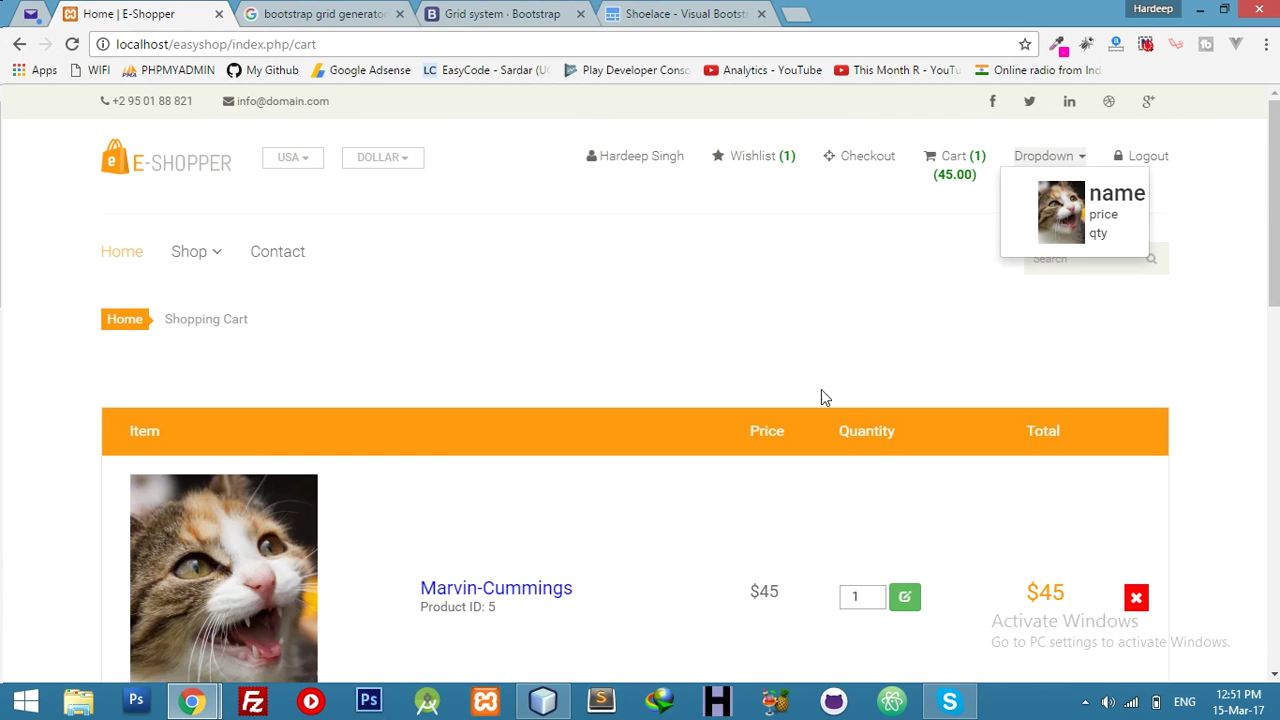 Home | E-Shopper
bootstrap grid generator
Grid system · Bootstrap
Shoelace - Visual Bootst
Hardeep
localhost/easyshop/index.php/cart
Apps
WIFI
PHPMYADMIN
My Github
Google Adsense
EasyCode - Sardar (U
Play Developer Conso
Analytics - YouTube
This Month R - YouTu
Online radio from Ind
+2 95 01 88 821
info@domain.com
E-SHOPPER
USA
DOLLAR
Hardeep Singh
Wishlist (1)
Checkout
Cart (1)
(45.00)
Dropdown
Logout
name
price
qty
Home
Shop
Contact
Search
Home
Shopping Cart
Item
Price
Quantity
Total
Marvin-Cummings
Product ID: 5
$45
1
$45
Activate Windows
Go to PC settings to activate Windows.
ENG
12:51 PM
15-Mar-17